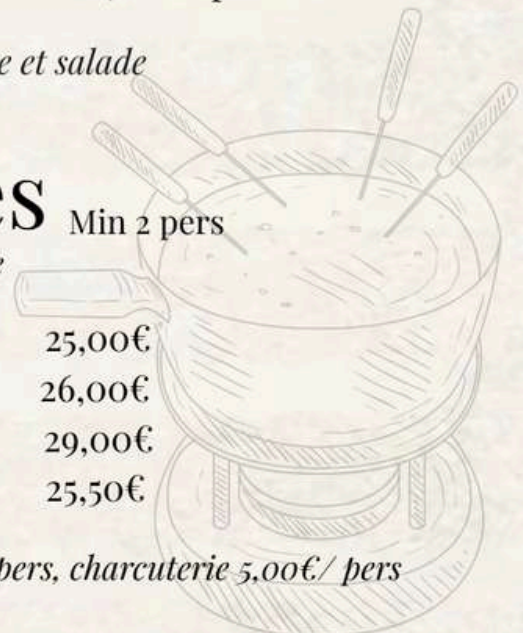 e et salade
es Min 2 pers
25,00€
26,00€
29,00€
25,50€
pers, charcuterie 5,00€/ pers